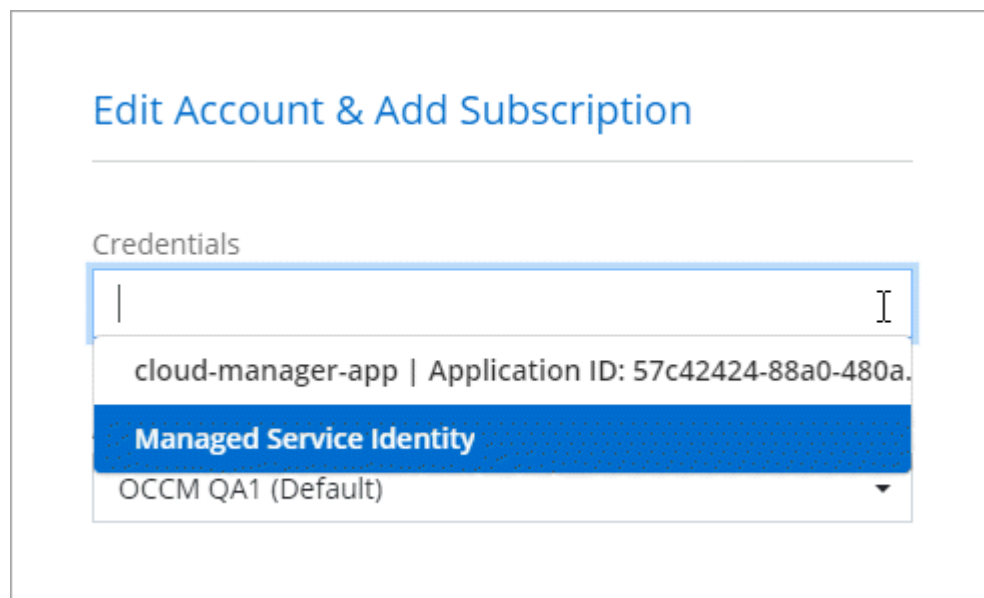 Edit Account & Add Subscription
Credentials
cloud-manager-app | Application ID: 57c42424-88a0-480a.
Managed Service Identity
OCCM QA1 (Default)